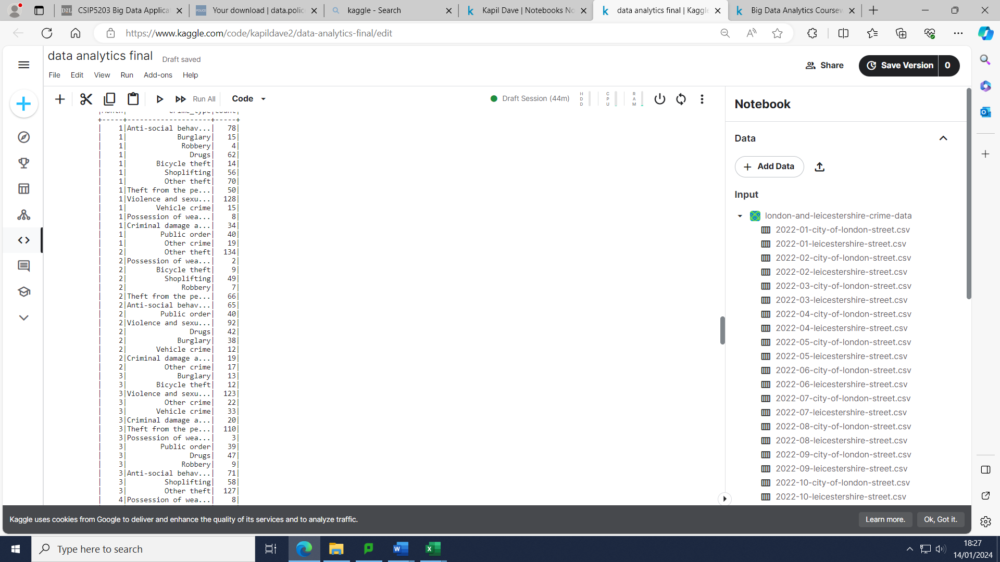 CSIP5203 Big Data Applicat
Your download | data.polic
kaggle - Search
Kapil Dave | Notebooks No
data analytics final | Kaggle
Big Data Analytics Coursew
https://www.kaggle.com/code/kapildave2/data-analytics-final/edit
data analytics final Draft saved
Share
Save Version 0
File Edit View Run Add-ons Help
Run All Code
Draft Session (44m)
HDD CPU RAM
|Month| crime_type|count|
+-----+--------------------+-----+
| 1|Anti-social behav...| 78|
| 1| Burglary| 15|
| 1| Robbery| 4|
| 1| Drugs| 62|
| 1| Bicycle theft| 14|
| 1| Shoplifting| 56|
| 1| Other theft| 70|
| 1|Theft from the pe...| 50|
| 1|Violence and sexu...| 128|
| 1| Vehicle crime| 15|
| 1|Possession of wea...| 8|
| 1|Criminal damage a...| 34|
| 1| Public order| 40|
| 1| Other crime| 19|
| 2| Other theft| 134|
| 2|Possession of wea...| 2|
| 2| Bicycle theft| 9|
| 2| Shoplifting| 49|
| 2| Robbery| 7|
| 2|Theft from the pe...| 66|
| 2|Anti-social behav...| 65|
| 2| Public order| 40|
| 2|Violence and sexu...| 92|
| 2| Drugs| 42|
| 2| Burglary| 38|
| 2| Vehicle crime| 12|
| 2|Criminal damage a...| 19|
| 2| Other crime| 17|
| 3| Burglary| 13|
| 3| Bicycle theft| 12|
| 3|Violence and sexu...| 123|
| 3| Other crime| 22|
| 3| Vehicle crime| 33|
| 3|Criminal damage a...| 20|
| 3|Theft from the pe...| 110|
| 3|Possession of wea...| 3|
| 3| Public order| 39|
| 3| Drugs| 47|
| 3| Robbery| 9|
| 3|Anti-social behav...| 71|
| 3| Shoplifting| 58|
| 3| Other theft| 127|
| 4|Possession of wea...| 8|
Notebook
Data
+ Add Data
Input
london-and-leicestershire-crime-data
2022-01-city-of-london-street.csv
2022-01-leicestershire-street.csv
2022-02-city-of-london-street.csv
2022-02-leicestershire-street.csv
2022-03-city-of-london-street.csv
2022-03-leicestershire-street.csv
2022-04-city-of-london-street.csv
2022-04-leicestershire-street.csv
2022-05-city-of-london-street.csv
2022-05-leicestershire-street.csv
2022-06-city-of-london-street.csv
2022-06-leicestershire-street.csv
2022-07-city-of-london-street.csv
2022-07-leicestershire-street.csv
2022-08-city-of-london-street.csv
2022-08-leicestershire-street.csv
2022-09-city-of-london-street.csv
2022-09-leicestershire-street.csv
2022-10-city-of-london-street.csv
2022-10-leicestershire-street.csv
Kaggle uses cookies from Google to deliver and enhance the quality of its services and to analyze traffic.
Learn more. Ok, Got it.
Type here to search
18:27
14/01/2024